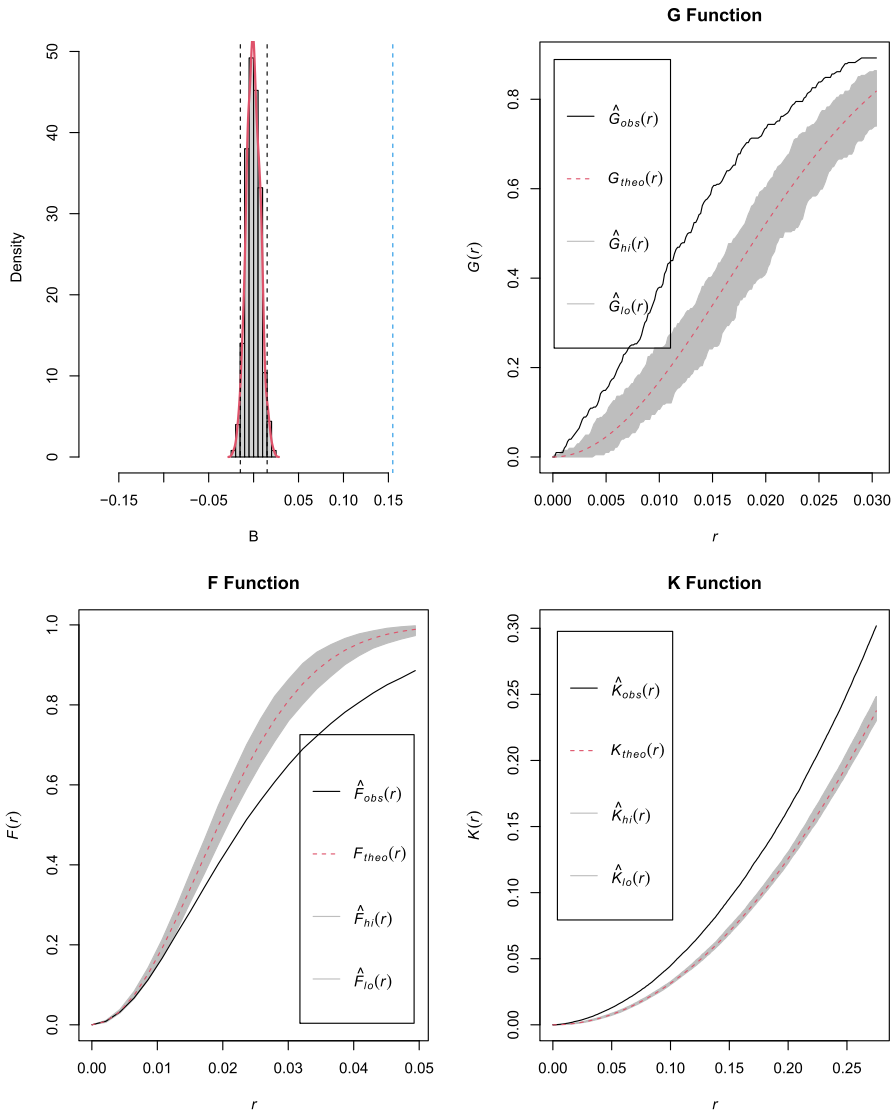 Density
0
10
20
30
40
50
−0.15
−0.05
0.05
0.10
0.15
B
G Function
G(r)
0.0
0.2
0.4
0.6
0.8
Ĝobs(r)
Gtheo(r)
Ĝhi(r)
Ĝlo(r)
0.000
0.005
0.010
0.015
0.020
0.025
0.030
r
F Function
F(r)
0.0
0.2
0.4
0.6
0.8
1.0
F̂obs(r)
Ftheo(r)
F̂hi(r)
F̂lo(r)
0.00
0.01
0.02
0.03
0.04
0.05
r
K Function
K(r)
0.00
0.05
0.10
0.15
0.20
0.25
0.30
K̂obs(r)
Ktheo(r)
K̂hi(r)
K̂lo(r)
0.00
0.05
0.10
0.15
0.20
0.25
r